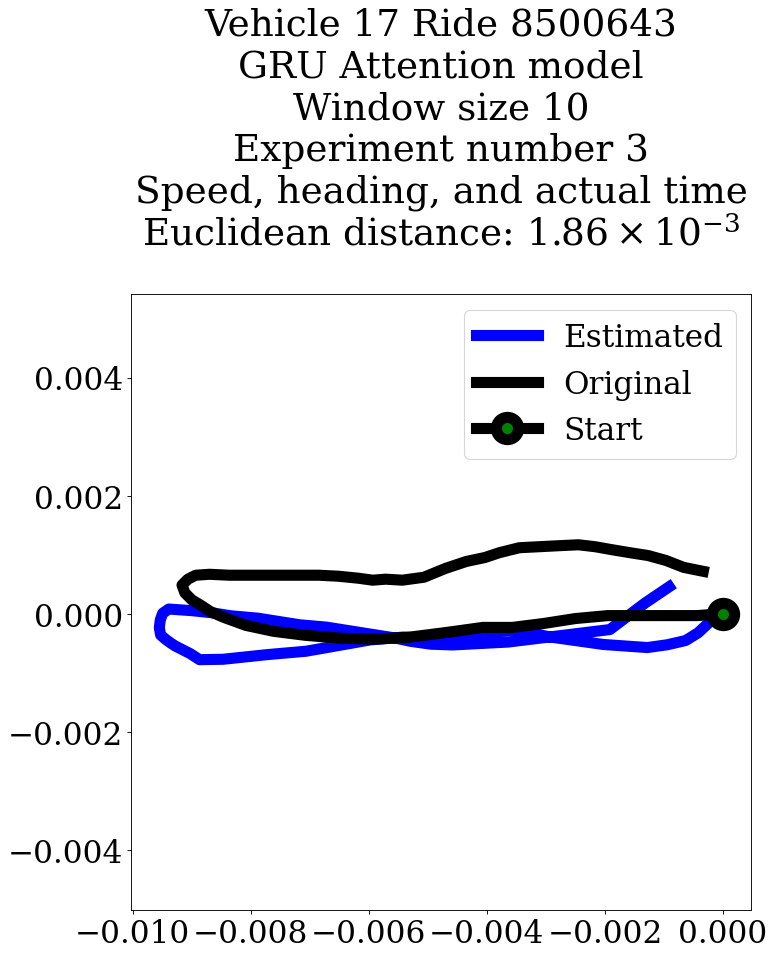 Vehicle 17 Ride 8500643
GRU Attention model
Window size 10
Experiment number 3
Speed, heading, and actual time
Euclidean distance: 1.86 × 10⁻³
Estimated
Original
Start
0.004
0.002
0.000
−0.002
−0.004
−0.010 −0.008 −0.006 −0.004 −0.002 0.000